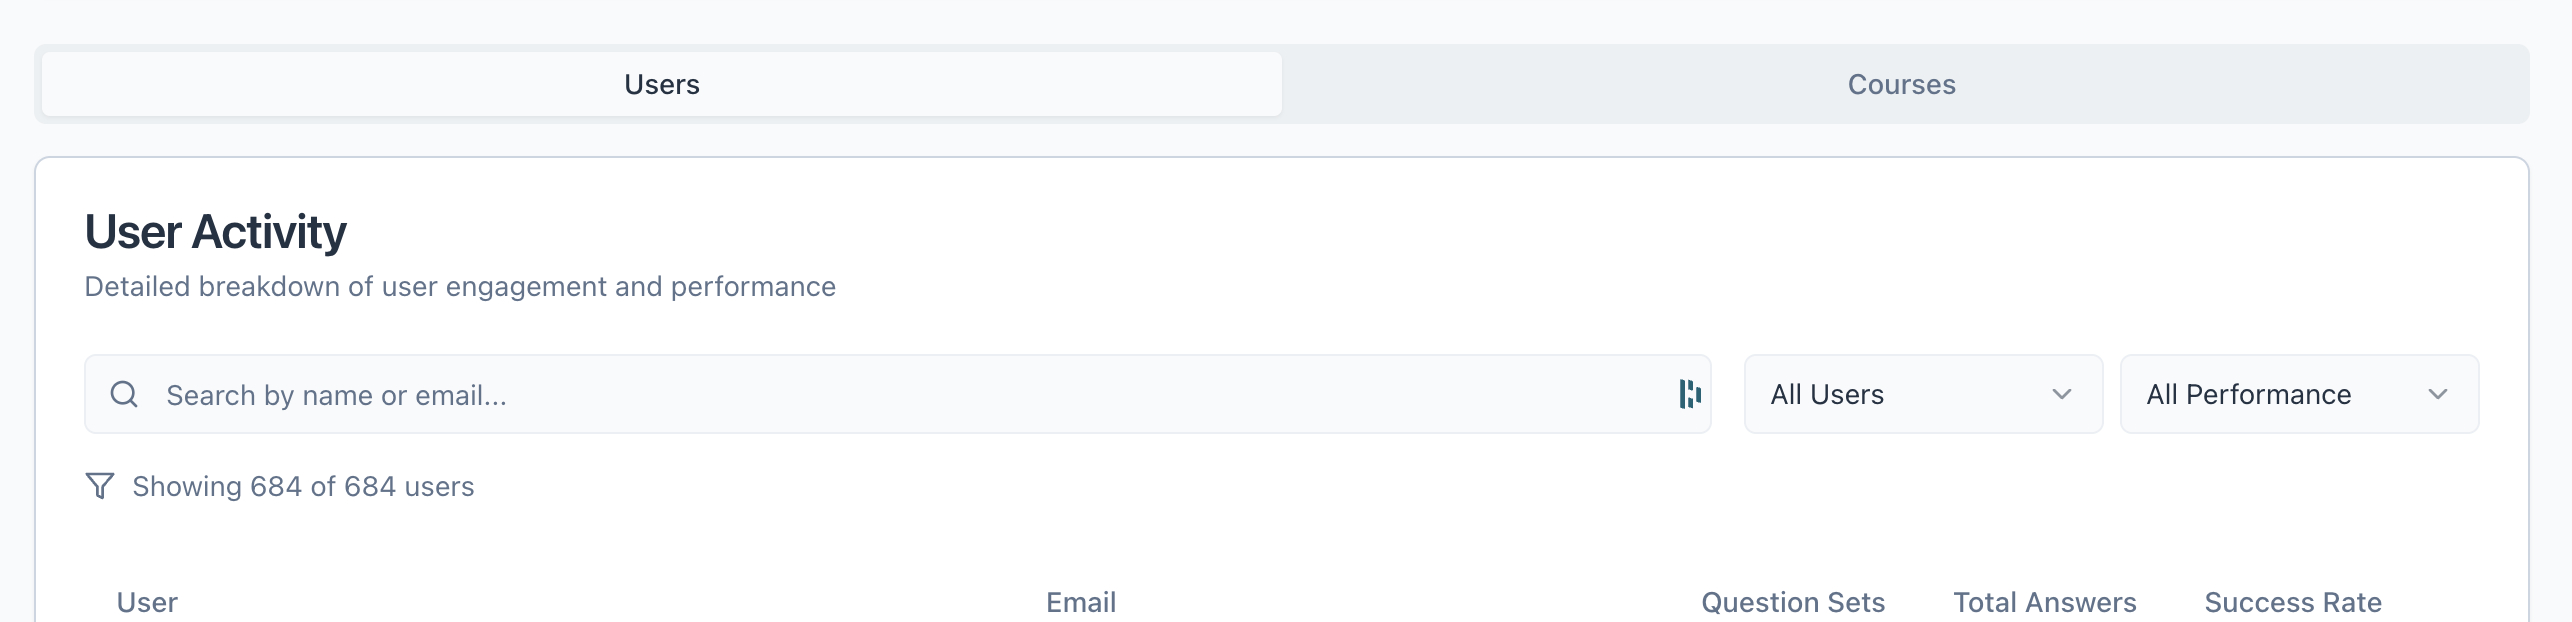 Users Courses
User Activity
Detailed breakdown of user engagement and performance
Search by name or email... All Users All Performance
Showing 684 of 684 users
User Email Question Sets Total Answers Success Rate